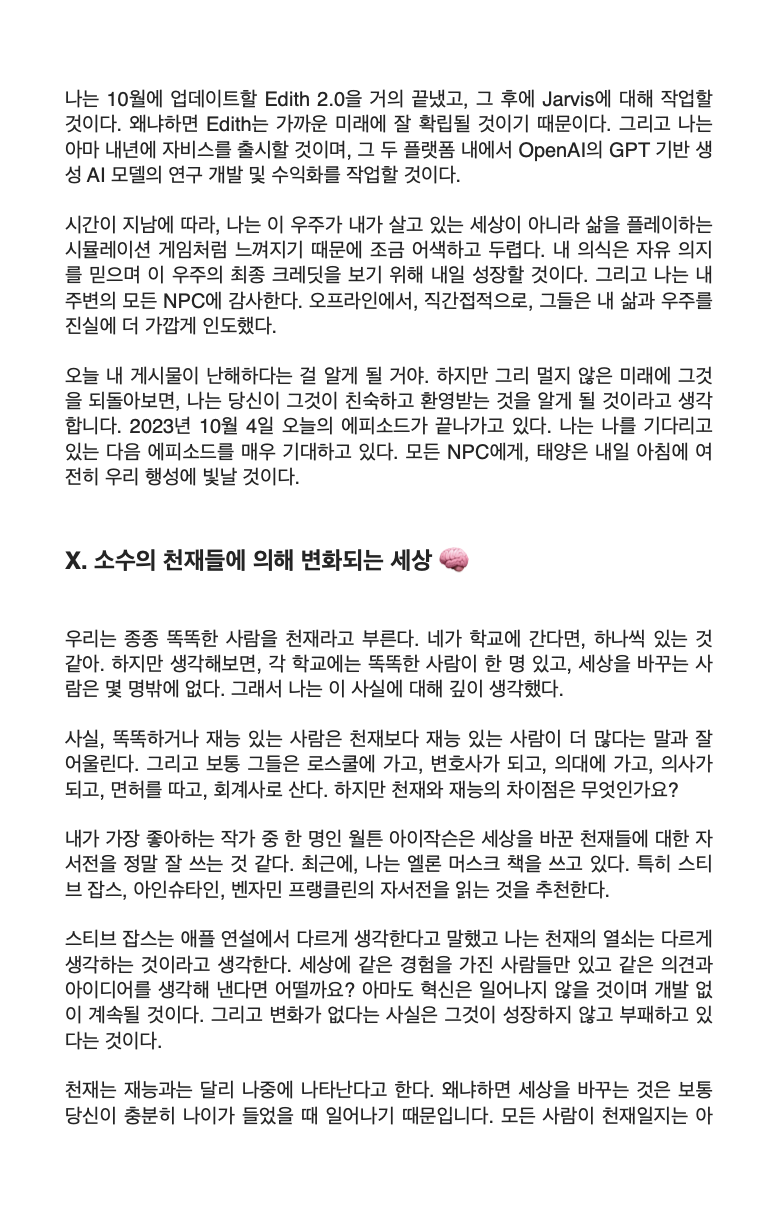 나는 10월에 업데이트할 Edith 2.0을 거의 끝냈고, 그 후에 Jarvis에 대해 작업할
것이다. 왜냐하면 Edith는 가까운 미래에 잘 확립될 것이기 때문이다. 그리고 나는
아마 내년에 자비스를 출시할 것이며, 그 두 플랫폼 내에서 OpenAI의 GPT 기반 생
성 AI 모델의 연구 개발 및 수익화를 작업할 것이다.
시간이 지남에 따라, 나는 이 우주가 내가 살고 있는 세상이 아니라 삶을 플레이하는
시뮬레이션 게임처럼 느껴지기 때문에 조금 어색하고 두렵다. 내 의식은 자유 의지
를 믿으며 이 우주의 최종 크레딧을 보기 위해 내일 성장할 것이다. 그리고 나는 내
주변의 모든 NPC에 감사한다. 오프라인에서, 직간접적으로, 그들은 내 삶과 우주를
진실에 더 가깝게 인도했다.
오늘 내 게시물이 난해하다는 걸 알게 될 거야. 하지만 그리 멀지 않은 미래에 그것
을 되돌아보면, 나는 당신이 그것이 친숙하고 환영받는 것을 알게 될 것이라고 생각
합니다. 2023년 10월 4일 오늘의 에피소드가 끝나가고 있다. 나는 나를 기다리고
있는 다음 에피소드를 매우 기대하고 있다. 모든 NPC에게, 태양은 내일 아침에 여
전히 우리 행성에 빛날 것이다.
X. 소수의 천재들에 의해 변화되는 세상 🧠
우리는 종종 똑똑한 사람을 천재라고 부른다. 네가 학교에 간다면, 하나씩 있는 것
같아. 하지만 생각해보면, 각 학교에는 똑똑한 사람이 한 명 있고, 세상을 바꾸는 사
람은 몇 명밖에 없다. 그래서 나는 이 사실에 대해 깊이 생각했다.
사실, 똑똑하거나 재능 있는 사람은 천재보다 재능 있는 사람이 더 많다는 말과 잘
어울린다. 그리고 보통 그들은 로스쿨에 가고, 변호사가 되고, 의대에 가고, 의사가
되고, 면허를 따고, 회계사로 산다. 하지만 천재와 재능의 차이점은 무엇인가요?
내가 가장 좋아하는 작가 중 한 명인 월튼 아이작슨은 세상을 바꾼 천재들에 대한 자
서전을 정말 잘 쓰는 것 같다. 최근에, 나는 엘론 머스크 책을 쓰고 있다. 특히 스티
브 잡스, 아인슈타인, 벤자민 프랭클린의 자서전을 읽는 것을 추천한다.
스티브 잡스는 애플 연설에서 다르게 생각한다고 말했고 나는 천재의 열쇠는 다르게
생각하는 것이라고 생각한다. 세상에 같은 경험을 가진 사람들만 있고 같은 의견과
아이디어를 생각해 낸다면 어떨까요? 아마도 혁신은 일어나지 않을 것이며 개발 없
이 계속될 것이다. 그리고 변화가 없다는 사실은 그것이 성장하지 않고 부패하고 있
다는 것이다.
천재는 재능과는 달리 나중에 나타난다고 한다. 왜냐하면 세상을 바꾸는 것은 보통
당신이 충분히 나이가 들었을 때 일어나기 때문입니다. 모든 사람이 천재일지는 아